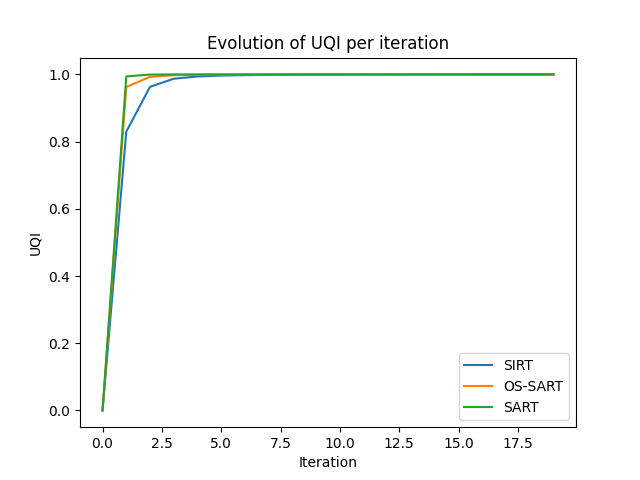 Evolution of UQI per iteration
1.0
0.8
0.6
0.4
0.2
0.0
UQI
0.0 2.5 5.0 7.5 10.0 12.5 15.0 17.5
Iteration
SIRT
OS-SART
SART